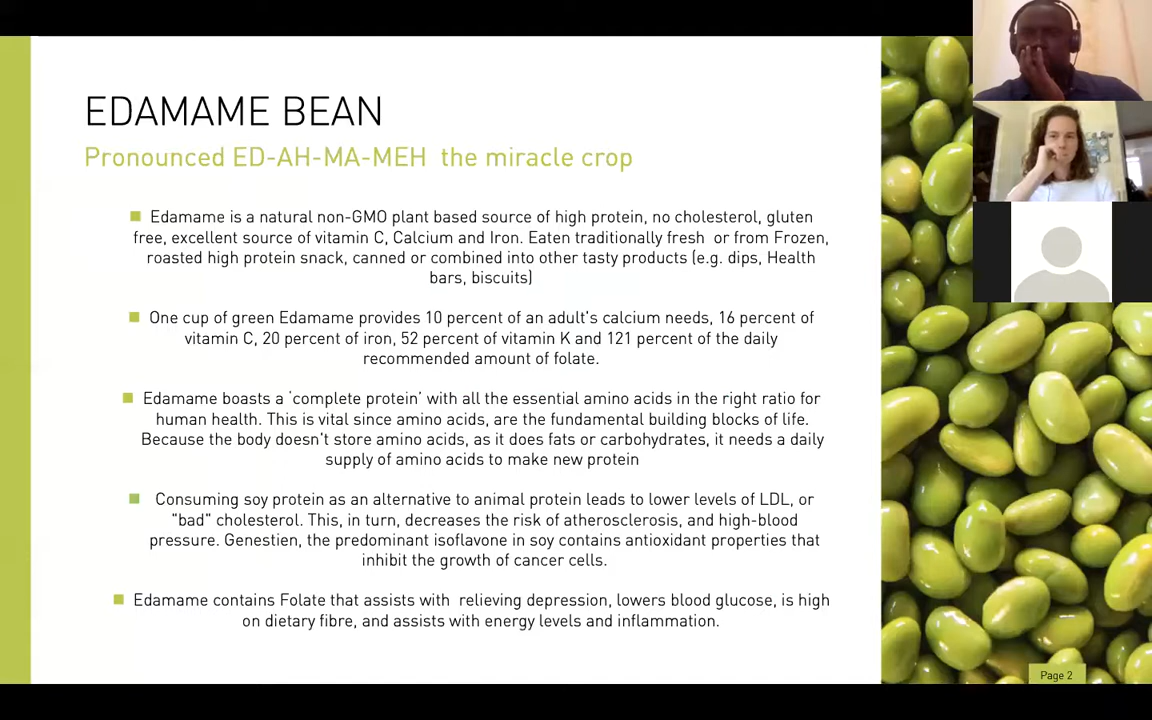 EDAMAME BEAN
Pronounced ED-AH-MA-MEH the miracle crop
Edamame is a natural non-GMO plant based source of high protein, no cholesterol, gluten
free, excellent source of vitamin C, Calcium and Iron. Eaten traditionally fresh or from Frozen,
roasted high protein snack, canned or combined into other tasty products (e.g. dips, Health
bars, biscuits)
One cup of green Edamame provides 10 percent of an adult's calcium needs, 16 percent of
vitamin C, 20 percent of iron, 52 percent of vitamin K and 121 percent of the daily
recommended amount of folate.
Edamame boasts a 'complete protein' with all the essential amino acids in the right ratio for
human health. This is vital since amino acids, are the fundamental building blocks of life.
Because the body doesn't store amino acids, as it does fats or carbohydrates, it needs a daily
supply of amino acids to make new protein
Consuming soy protein as an alternative to animal protein leads to lower levels of LDL, or
"bad" cholesterol. This, in turn, decreases the risk of atherosclerosis, and high-blood
pressure. Genestien, the predominant isoflavone in soy contains antioxidant properties that
inhibit the growth of cancer cells.
Edamame contains Folate that assists with relieving depression, lowers blood glucose, is high
on dietary fibre, and assists with energy levels and inflammation.
Page 2